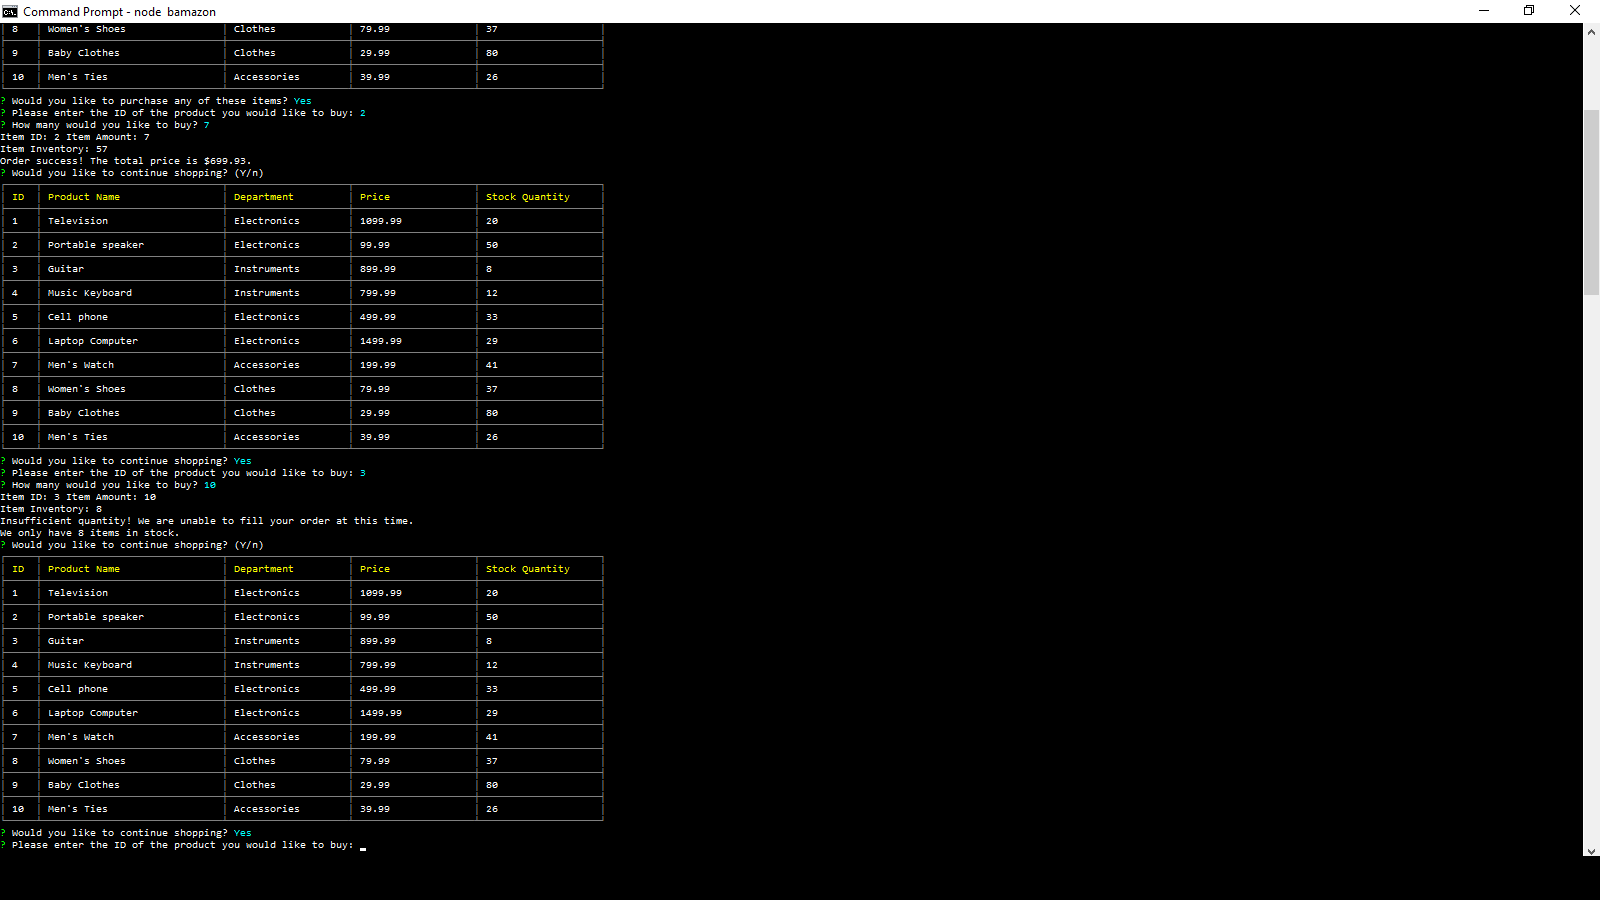 Command Prompt - node bamazon
8 Women's Shoes Clothes 79.99 37
9 Baby Clothes Clothes 29.99 80
10 Men's Ties Accessories 39.99 26
? Would you like to purchase any of these items? Yes
? Please enter the ID of the product you would like to buy: 2
? How many would you like to buy? 7
Item ID: 2 Item Amount: 7
Item Inventory: 57
Order success! The total price is $699.93.
? Would you like to continue shopping? (Y/n)
ID Product Name Department Price Stock Quantity
1 Television Electronics 1099.99 20
2 Portable speaker Electronics 99.99 50
3 Guitar Instruments 899.99 8
4 Music Keyboard Instruments 799.99 12
5 Cell phone Electronics 499.99 33
6 Laptop Computer Electronics 1499.99 29
7 Men's Watch Accessories 199.99 41
8 Women's Shoes Clothes 79.99 37
9 Baby Clothes Clothes 29.99 80
10 Men's Ties Accessories 39.99 26
? Would you like to continue shopping? Yes
? Please enter the ID of the product you would like to buy: 3
? How many would you like to buy? 10
Item ID: 3 Item Amount: 10
Item Inventory: 8
Insufficient quantity! We are unable to fill your order at this time.
We only have 8 items in stock.
? Would you like to continue shopping? (Y/n)
ID Product Name Department Price Stock Quantity
1 Television Electronics 1099.99 20
2 Portable speaker Electronics 99.99 50
3 Guitar Instruments 899.99 8
4 Music Keyboard Instruments 799.99 12
5 Cell phone Electronics 499.99 33
6 Laptop Computer Electronics 1499.99 29
7 Men's Watch Accessories 199.99 41
8 Women's Shoes Clothes 79.99 37
9 Baby Clothes Clothes 29.99 80
10 Men's Ties Accessories 39.99 26
? Would you like to continue shopping? Yes
? Please enter the ID of the product you would like to buy: